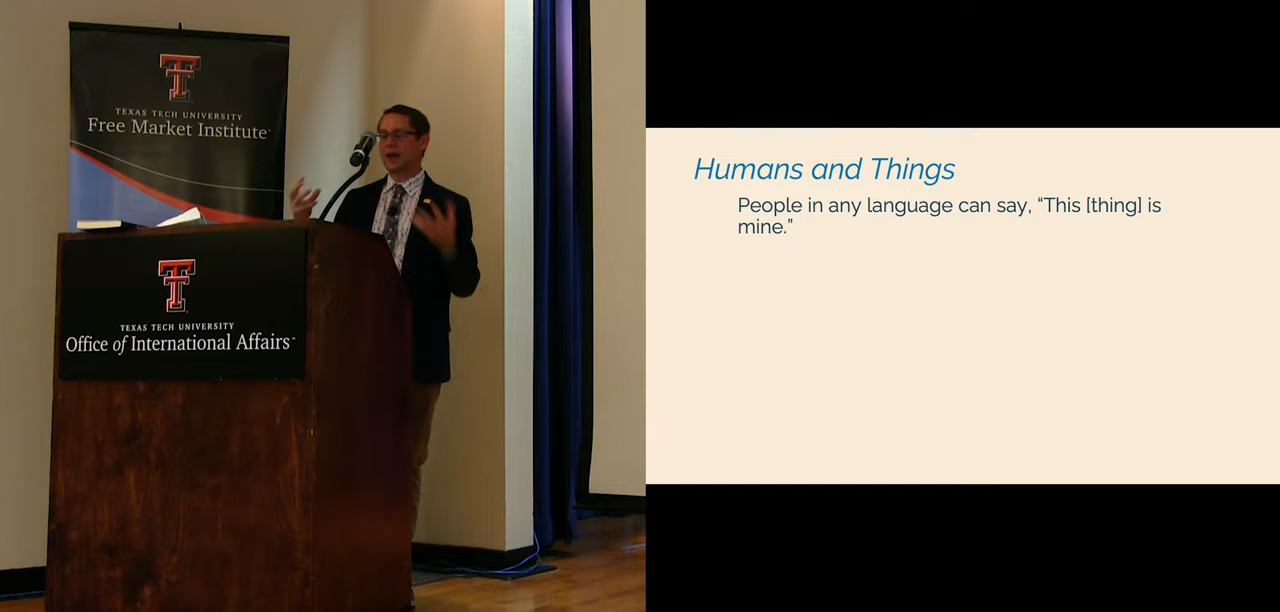 TEXAS TECH UNIVERSITY
Free Market Institute
TEXAS TECH UNIVERSITY
Office of International Affairs™
Humans and Things
People in any language can say, “This [thing] is
mine.”